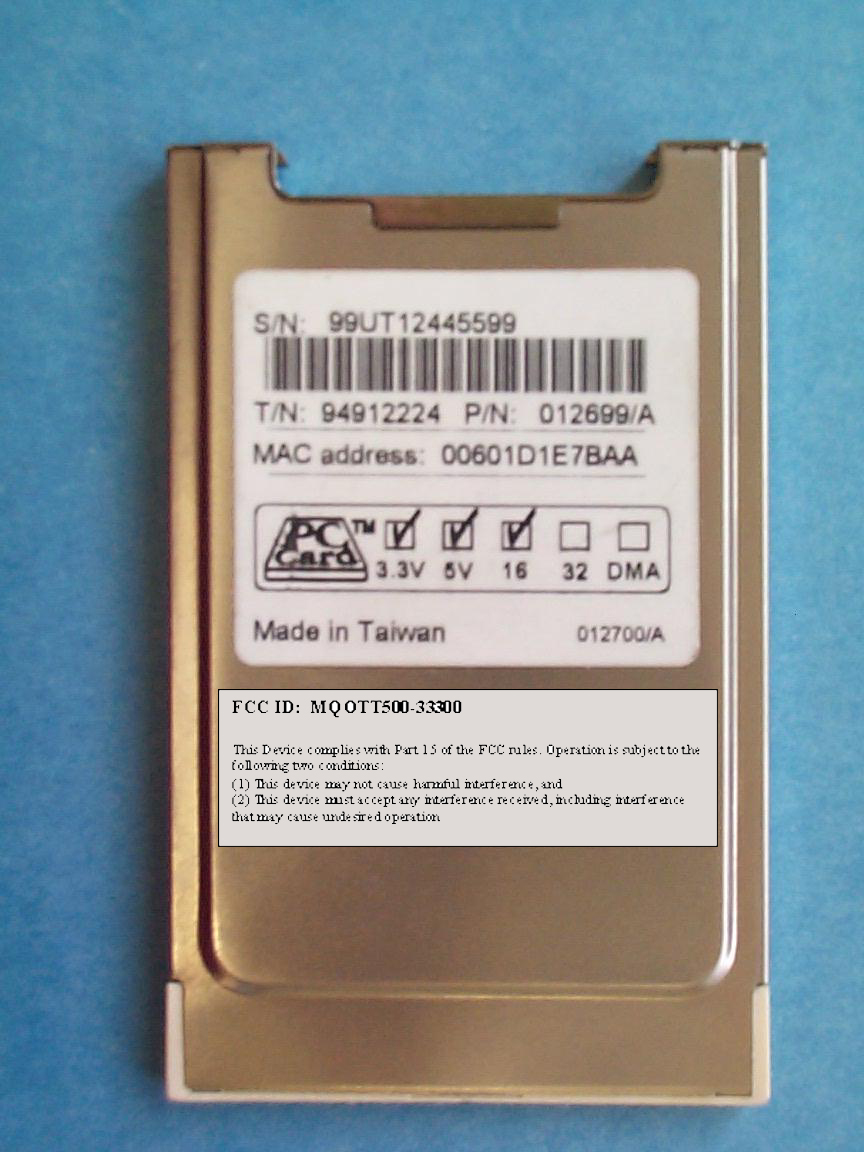 S/N: 99UT12445599
T/N: 94912224 P/N: 012699/A
MAC address: 00601D1E7BAA
PC Card™
3.3V 5V 16 32 DMA
Made in Taiwan 012700/A
FCC ID: MQOTT500-33300
This Device complies with Part 15 of the FCC rules. Operation is subject to the
following two conditions:
(1) This device may not cause harmful interference, and
(2) This device must accept any interference received, including interference
that may cause undesired operation